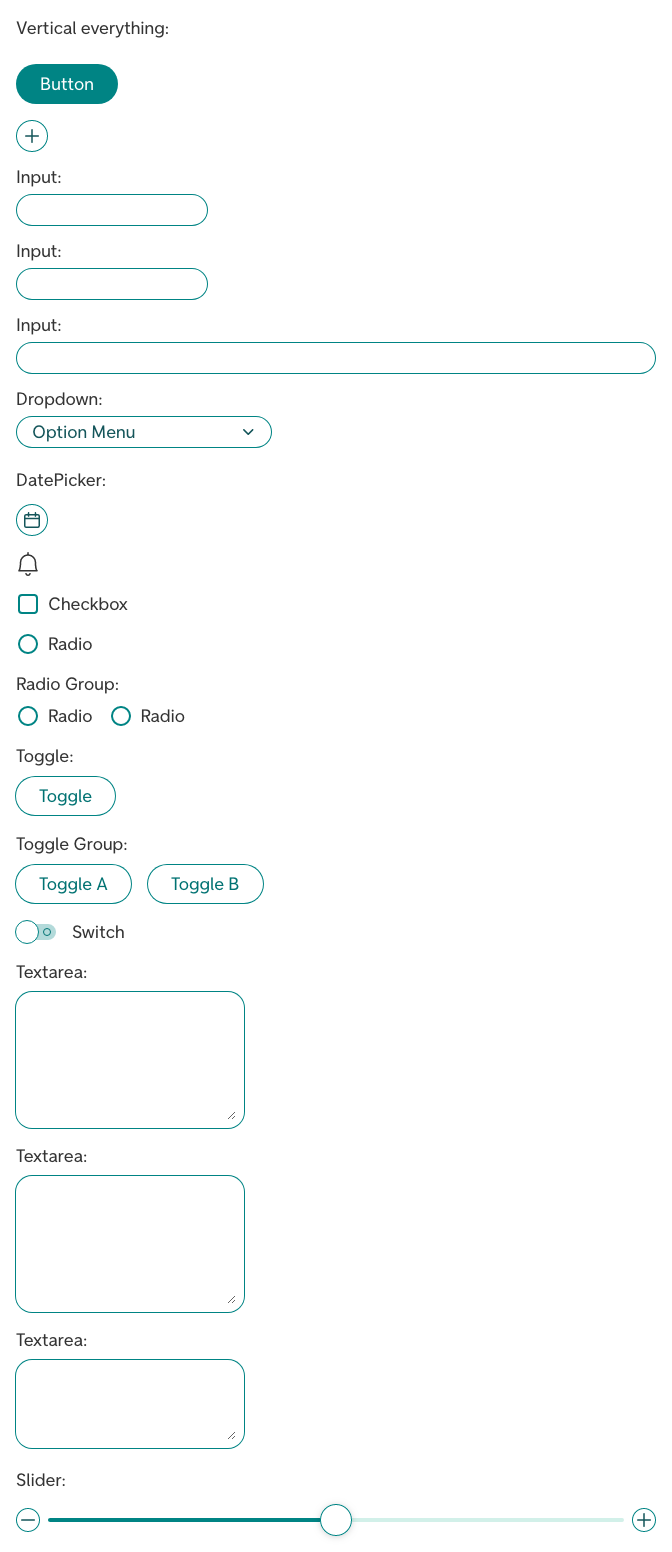 Vertical everything:
Button
Input:
Input:
Input:
Dropdown:
Option Menu
DatePicker:
Checkbox
Radio
Radio Group:
Radio Radio
Toggle:
Toggle
Toggle Group:
Toggle A Toggle B
Switch
Textarea:
Textarea:
Textarea:
Slider: